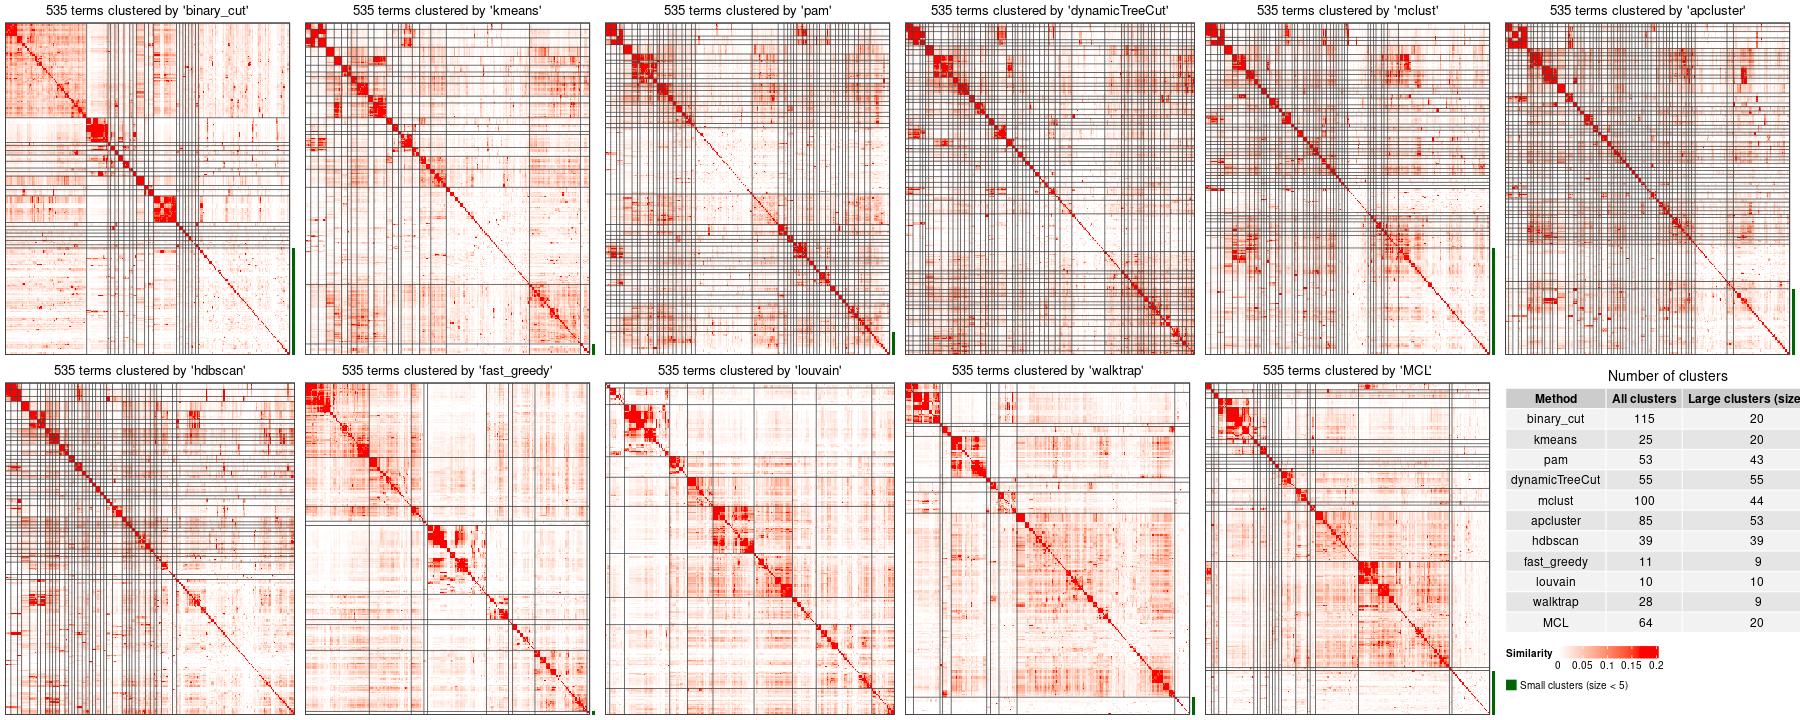 535 terms clustered by 'binary_cut'
535 terms clustered by 'kmeans'
535 terms clustered by 'pam'
535 terms clustered by 'dynamicTreeCut'
535 terms clustered by 'mclust'
535 terms clustered by 'apcluster'
535 terms clustered by 'hdbscan'
535 terms clustered by 'fast_greedy'
535 terms clustered by 'louvain'
535 terms clustered by 'walktrap'
535 terms clustered by 'MCL'
Number of clusters
Method All clusters Large clusters (size
binary_cut 115 20
kmeans 25 20
pam 53 43
dynamicTreeCut 55 55
mclust 100 44
apcluster 85 53
hdbscan 39 39
fast_greedy 11 9
louvain 10 10
walktrap 28 9
MCL 64 20
Similarity
0 0.05 0.1 0.15 0.2
Small clusters (size < 5)